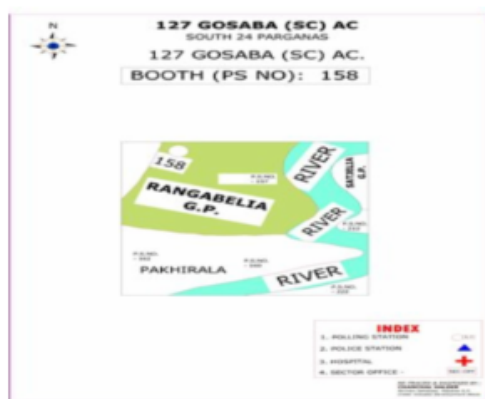 N
127 GOSABA (SC) AC
SOUTH 24 PARGANAS
127 GOSABA (SC) AC.
BOOTH (PS NO): 158
158
RIVER
SATJELIA
G.P.
RANGABELIA
G.P.
RIVER
PAKHIRALA
RIVER
INDEX
1. POLLING STATION
2. POLICE STATION
3. HOSPITAL
4. SECTOR OFFICE -